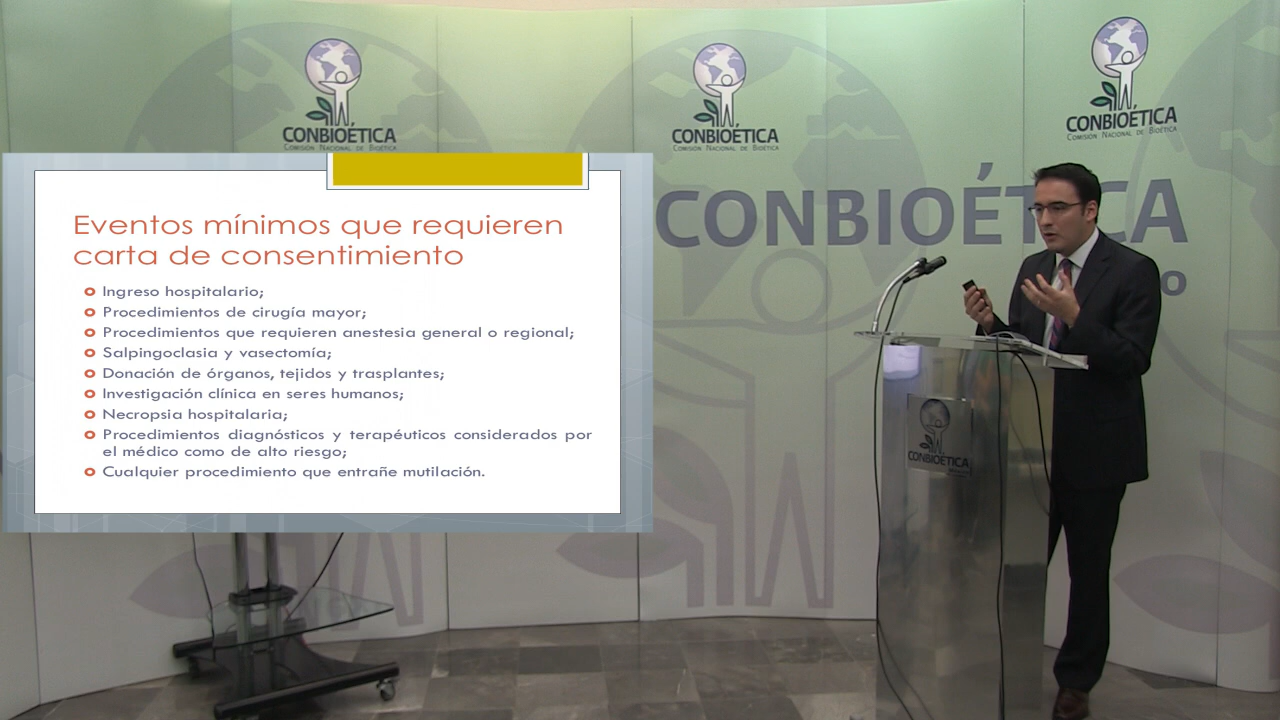 CONBIOÉTICA
COMISIÓN NACIONAL DE BIOÉTICA
CONBIOÉTICA
COMISIÓN NACIONAL DE BIOÉTICA
CONBIOÉTICA
COMISIÓN NACIONAL DE BIOÉTICA
CONBIOÉT CA
o
Eventos mínimos que requieren
carta de consentimiento
Ingreso hospitalario;
Procedimientos de cirugía mayor;
Procedimientos que requieren anestesia general o regional;
Salpingoclasia y vasectomía;
Donación de órganos, tejidos y trasplantes;
Investigación clínica en seres humanos;
Necropsia hospitalaria;
Procedimientos diagnósticos y terapéuticos considerados por
el médico como de alto riesgo;
Cualquier procedimiento que entrañe mutilación.
CONBIOÉTICA